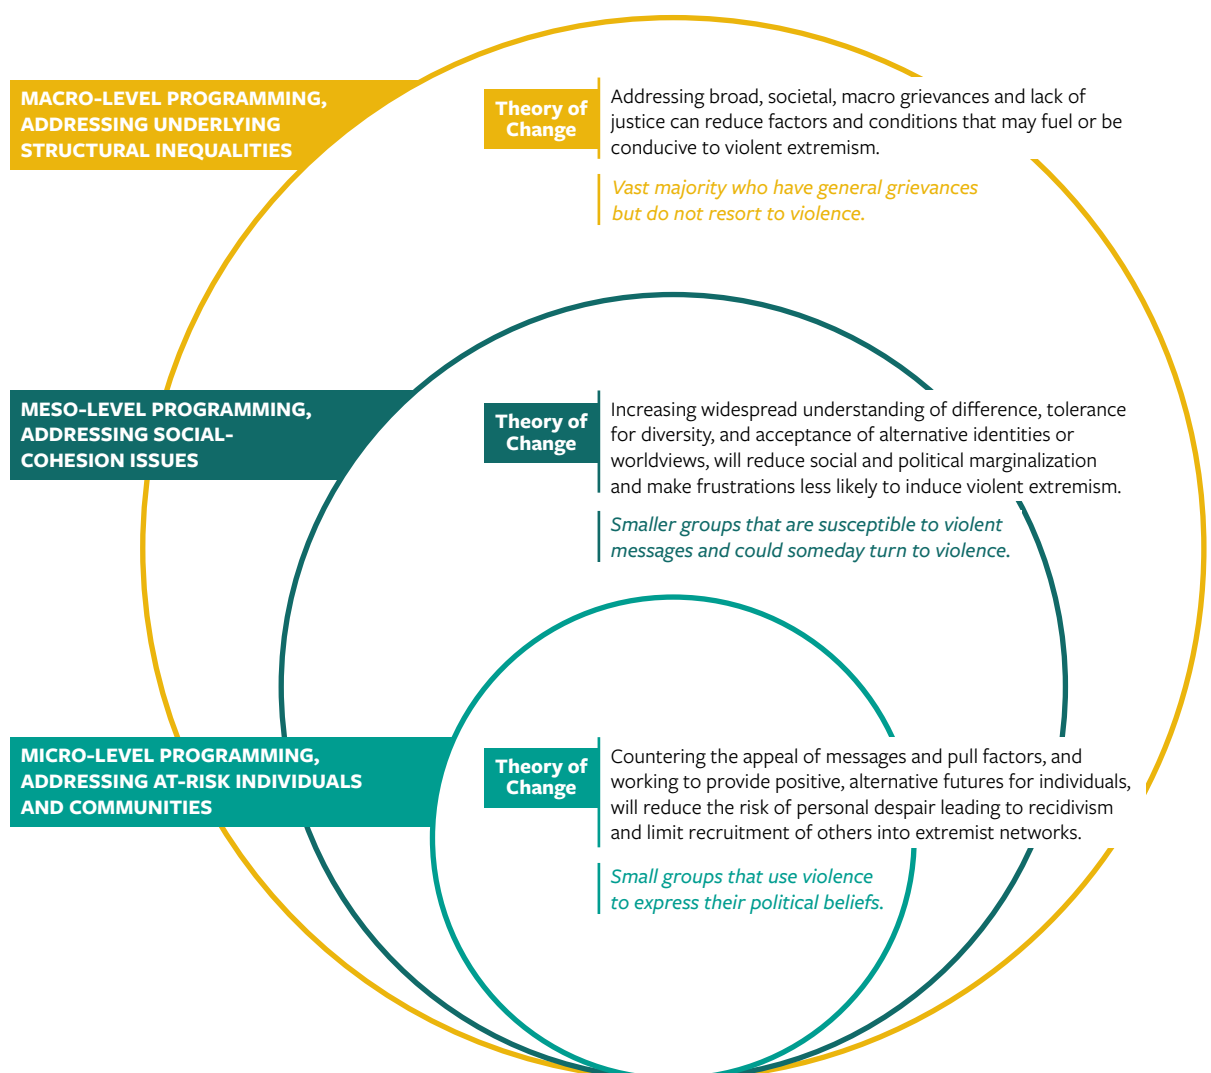 MACRO-LEVEL PROGRAMMING,
ADDRESSING UNDERLYING
STRUCTURAL INEQUALITIES
Theory of
Change
Addressing broad, societal, macro grievances and lack of
justice can reduce factors and conditions that may fuel or be
conducive to violent extremism.
Vast majority who have general grievances
but do not resort to violence.
MESO-LEVEL PROGRAMMING,
ADDRESSING SOCIAL-
COHESION ISSUES
Theory of
Change
Increasing widespread understanding of difference, tolerance
for diversity, and acceptance of alternative identities or
worldviews, will reduce social and political marginalization
and make frustrations less likely to induce violent extremism.
Smaller groups that are susceptible to violent
messages and could someday turn to violence.
MICRO-LEVEL PROGRAMMING,
ADDRESSING AT-RISK INDIVIDUALS
AND COMMUNITIES
Theory of
Change
Countering the appeal of messages and pull factors, and
working to provide positive, alternative futures for individuals,
will reduce the risk of personal despair leading to recidivism
and limit recruitment of others into extremist networks.
Small groups that use violence
to express their political beliefs.